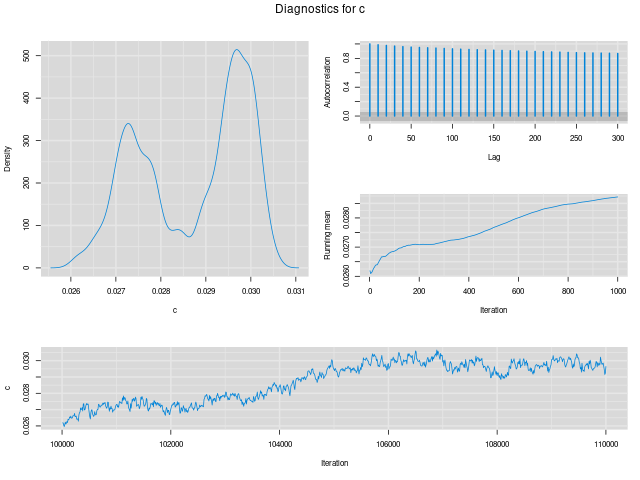 Diagnostics for c
Density
0 100 200 300 400 500
0.026 0.027 0.028 0.029 0.030 0.031
c
Autocorrelation
0.0 0.4 0.8
0 50 100 150 200 250 300
Lag
Running mean
0.0260 0.0270 0.0280
0 200 400 600 800 1000
Iteration
c
0.026 0.028 0.030
100000 102000 104000 106000 108000 110000
Iteration